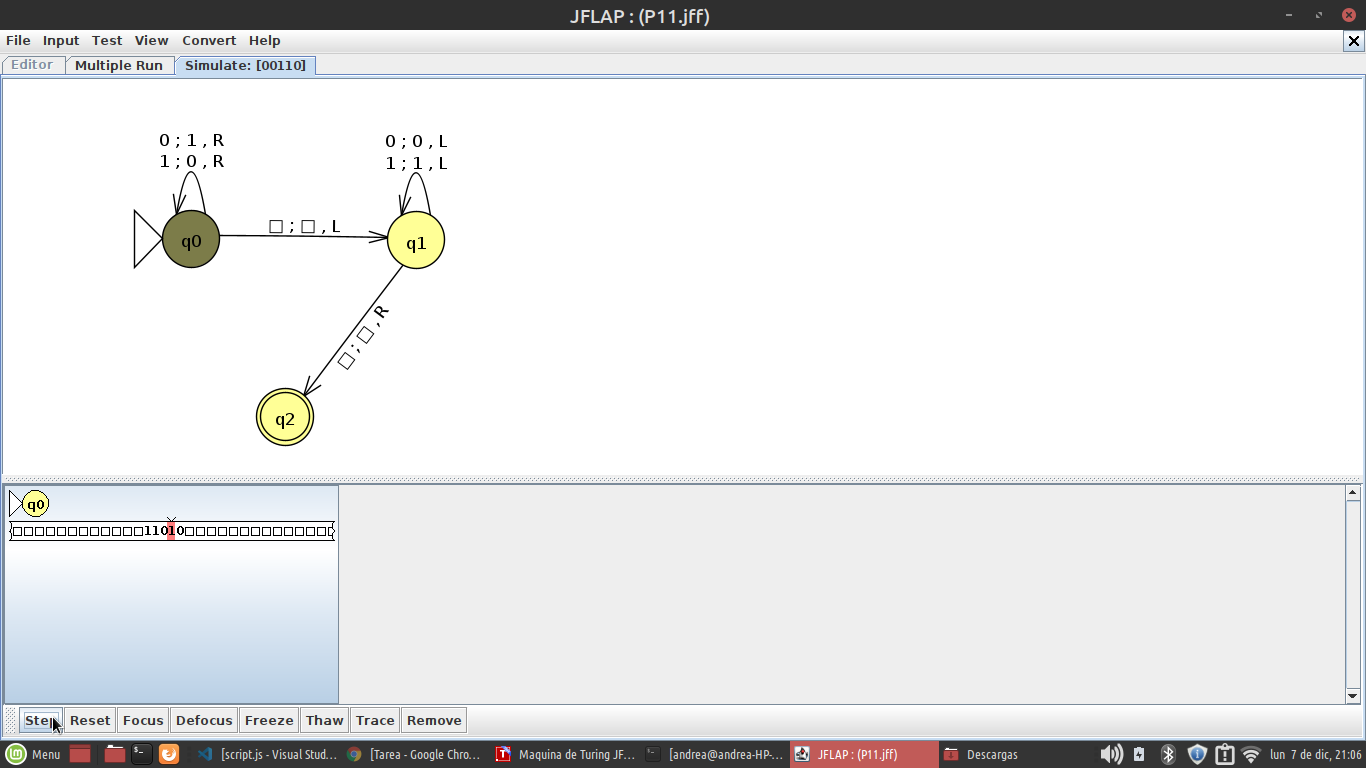 JFLAP : (P11.jff)
File Input Test View Convert Help
Editor Multiple Run Simulate: [00110]
0 ; 1 , R
1 ; 0 , R
0 ; 0 , L
1 ; 1 , L
q0
□ ; □ , L
q1
□ ; □ , R
q2
q0
□□□□□□□□□□□□11010□□□□□□□□□□□□□□
Step Reset Focus Defocus Freeze Thaw Trace Remove
Menu [script.js - Visual Stud... [Tarea - Google Chro... Maquina de Turing JF... [andrea@andrea-HP-... JFLAP : (P11.jff) Descargas lun 7 de dic, 21:06